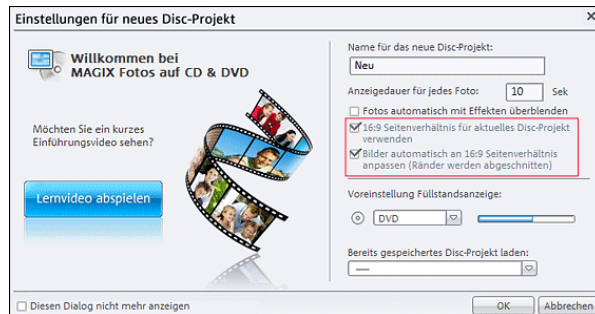 Einstellungen für neues Disc-Projekt
Willkommen bei
MAGIX Fotos auf CD & DVD
Möchten Sie ein kurzes
Einführungsvideo sehen?
Lernvideo abspielen
Name für das neue Disc-Projekt:
Neu
Anzeigedauer für jedes Foto: 10 Sek
Fotos automatisch mit Effekten überblenden
16:9 Seitenverhältnis für aktuelles Disc-Projekt
verwenden
Bilder automatisch an 16:9 Seitenverhältnis
anpassen (Ränder werden abgeschnitten)
Voreinstellung Füllstandsanzeige:
DVD
Bereits gespeichertes Disc-Projekt laden:
----
Diesen Dialog nicht mehr anzeigen
OK
Abbrechen